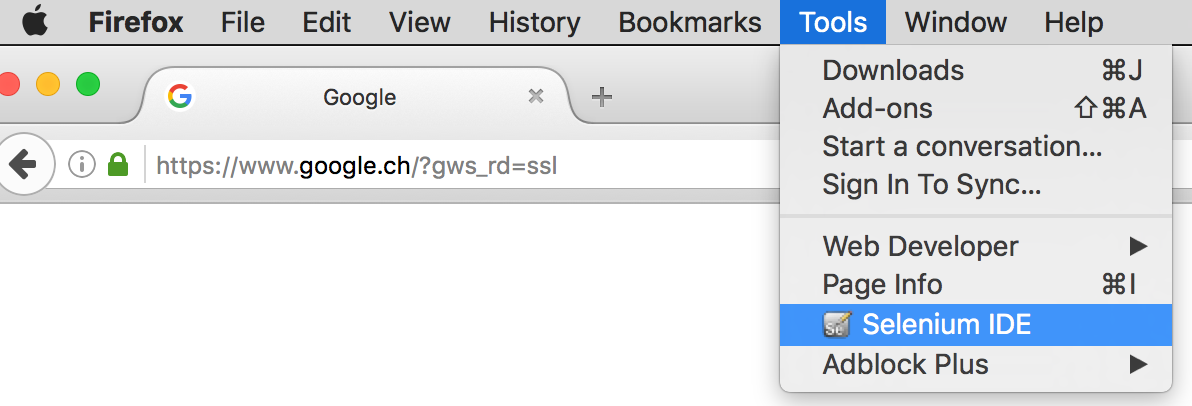 Firefox File Edit View History Bookmarks Tools Window Help
Downloads ⌘J
Add-ons ⇧⌘A
Start a conversation...
Sign In To Sync...
Web Developer ▶
Page Info ⌘I
Selenium IDE
Adblock Plus ▶
Google
https://www.google.ch/?gws_rd=ssl